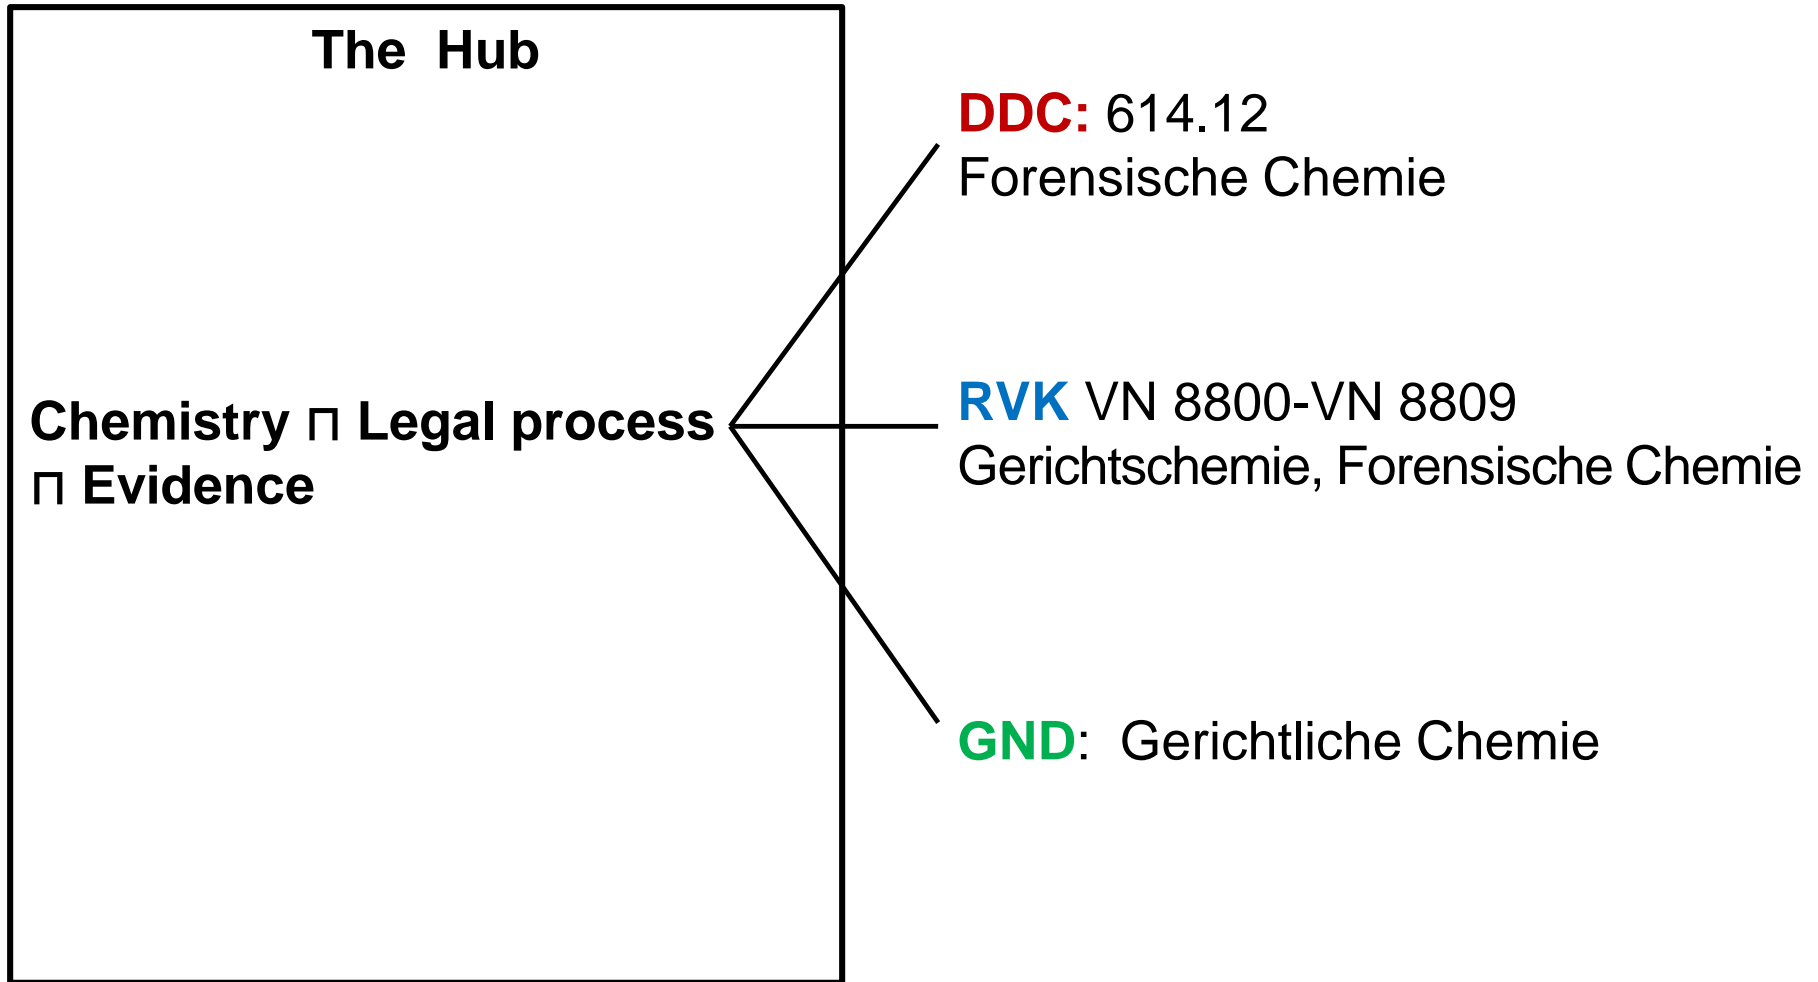 The Hub
DDC: 614.12
Forensische Chemie
Chemistry ⊓ Legal process
⊓ Evidence
RVK VN 8800-VN 8809
Gerichtschemie, Forensische Chemie
GND: Gerichtliche Chemie